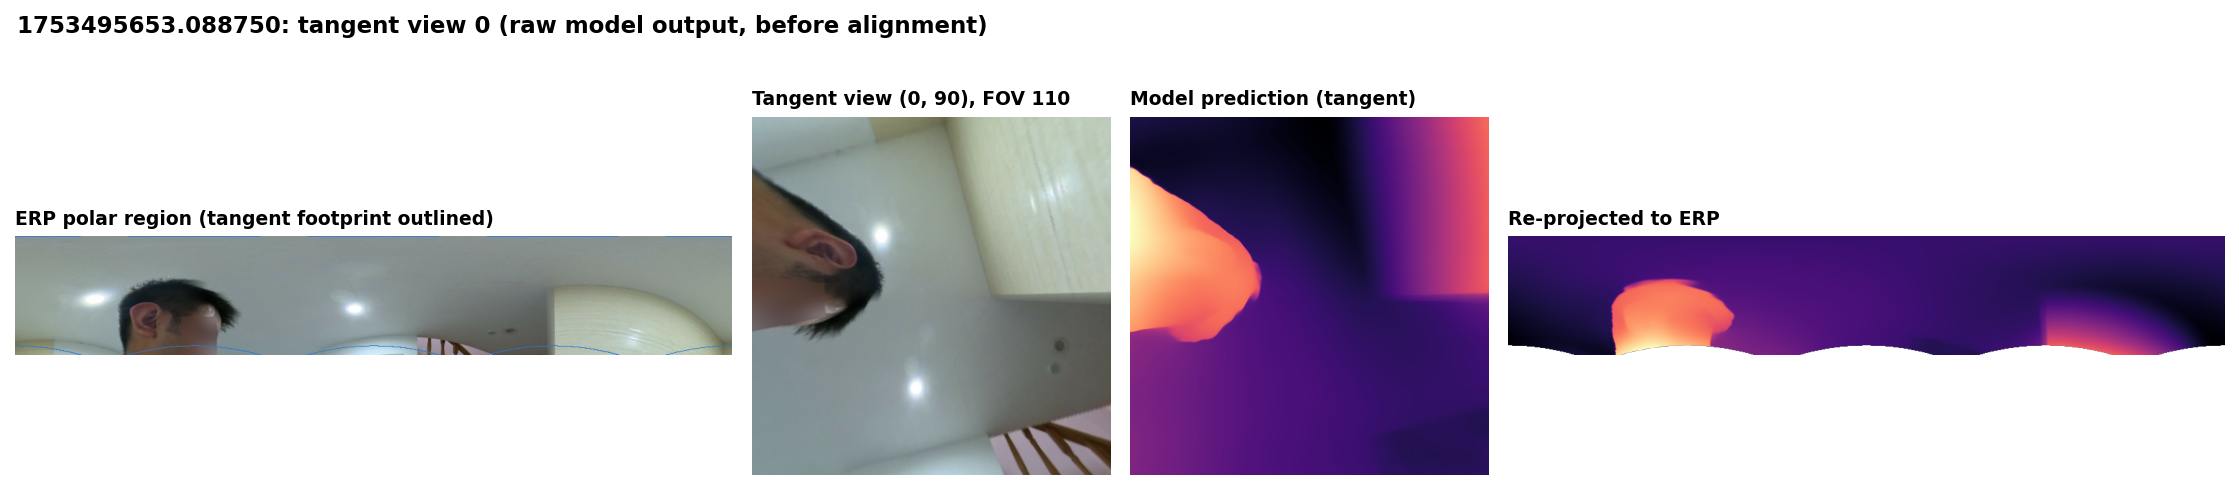 1753495653.088750: tangent view 0 (raw model output, before alignment)
Tangent view (0, 90), FOV 110
Model prediction (tangent)
ERP polar region (tangent footprint outlined)
Re-projected to ERP